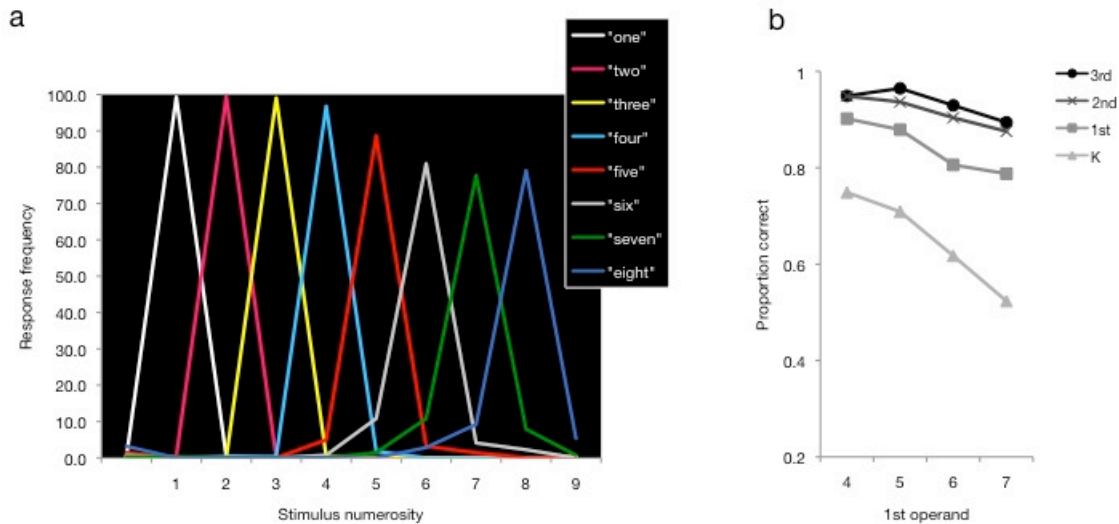 a
"one"
"two"
"three"
"four"
"five"
"six"
"seven"
"eight"
100.0
90.0
80.0
70.0
60.0
50.0
40.0
30.0
20.0
10.0
0.0
Response frequency
1 2 3 4 5 6 7 8 9
Stimulus numerosity
b
3rd
2nd
1st
K
1
0.8
0.6
0.4
0.2
Proportion correct
4 5 6 7
1st operand